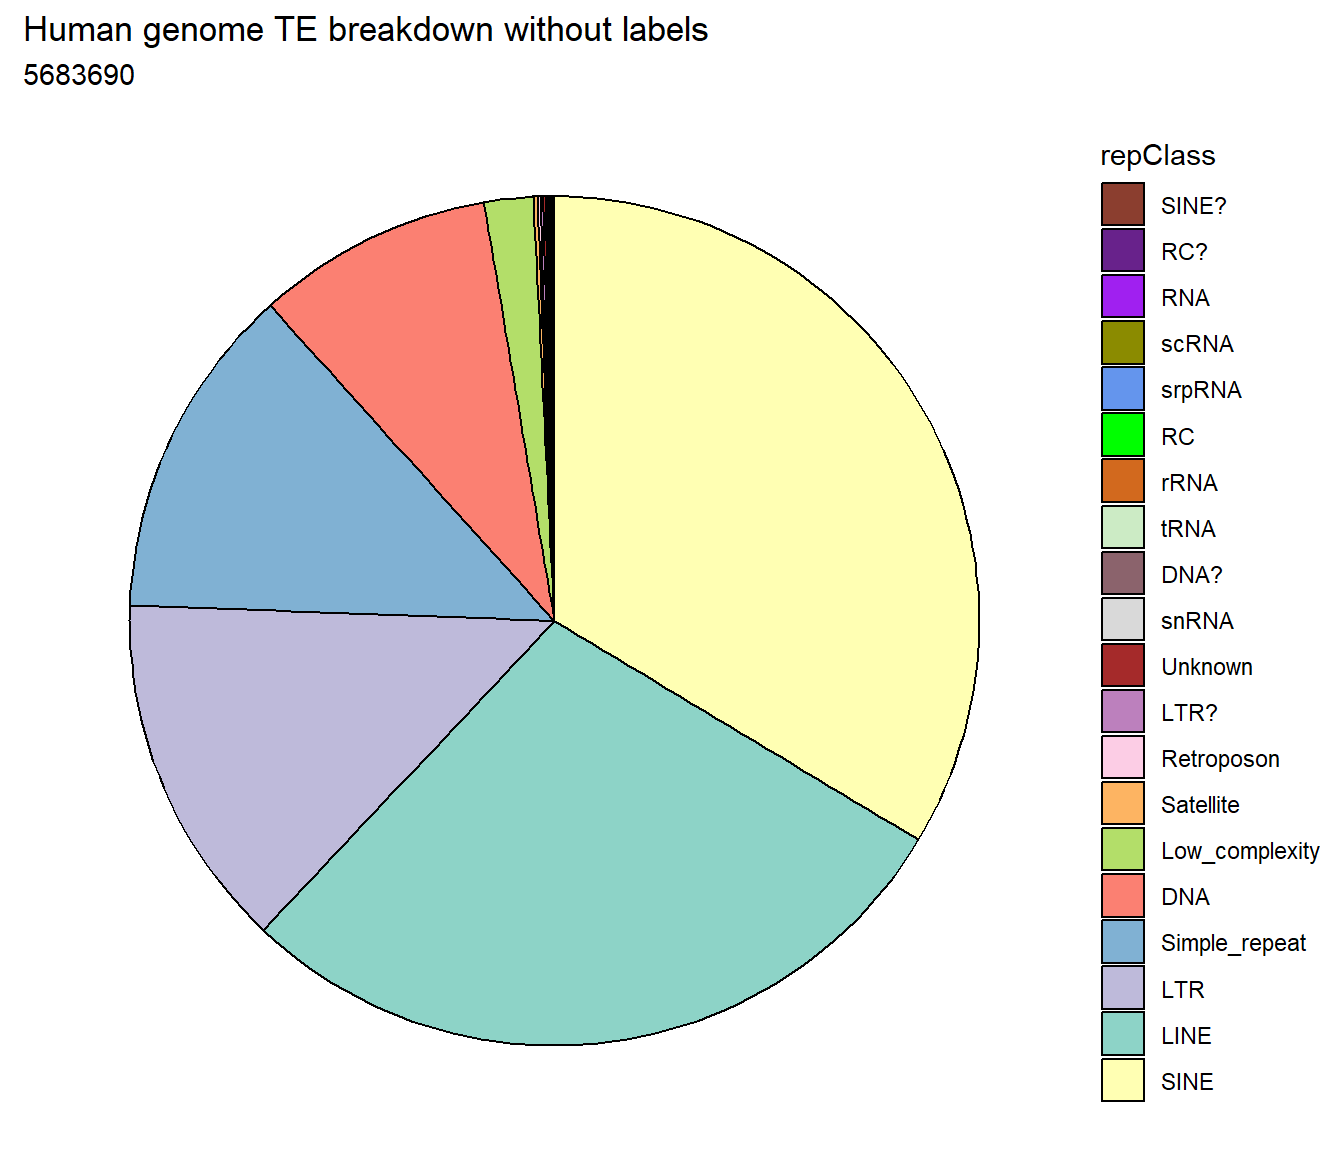 Human genome TE breakdown without labels
5683690
repClass
SINE?
RC?
RNA
scRNA
srpRNA
RC
rRNA
tRNA
DNA?
snRNA
Unknown
LTR?
Retroposon
Satellite
Low_complexity
DNA
Simple_repeat
LTR
LINE
SINE